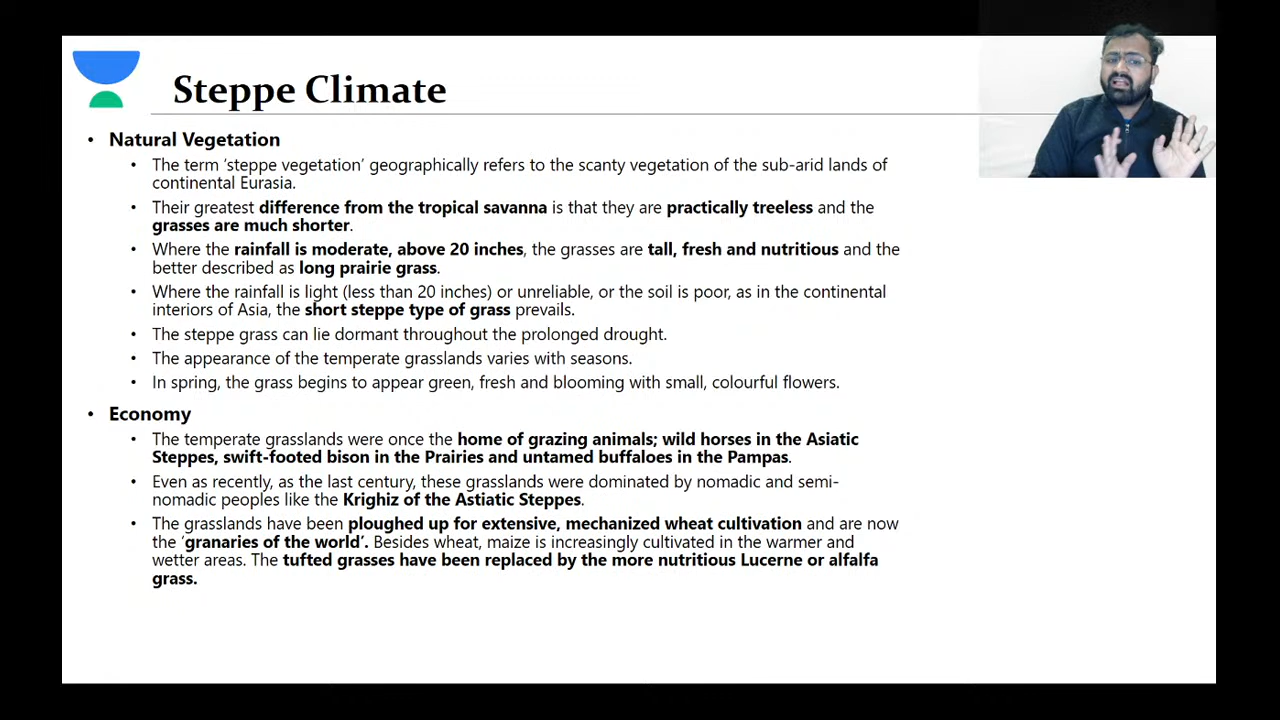 Steppe Climate
• Natural Vegetation
• The term ‘steppe vegetation’ geographically refers to the scanty vegetation of the sub-arid lands of
continental Eurasia.
• Their greatest difference from the tropical savanna is that they are practically treeless and the
grasses are much shorter.
• Where the rainfall is moderate, above 20 inches, the grasses are tall, fresh and nutritious and the
better described as long prairie grass.
• Where the rainfall is light (less than 20 inches) or unreliable, or the soil is poor, as in the continental
interiors of Asia, the short steppe type of grass prevails.
• The steppe grass can lie dormant throughout the prolonged drought.
• The appearance of the temperate grasslands varies with seasons.
• In spring, the grass begins to appear green, fresh and blooming with small, colourful flowers.
• Economy
• The temperate grasslands were once the home of grazing animals; wild horses in the Asiatic
Steppes, swift-footed bison in the Prairies and untamed buffaloes in the Pampas.
• Even as recently, as the last century, these grasslands were dominated by nomadic and semi-
nomadic peoples like the Krighiz of the Astiatic Steppes.
• The grasslands have been ploughed up for extensive, mechanized wheat cultivation and are now
the ‘granaries of the world’. Besides wheat, maize is increasingly cultivated in the warmer and
wetter areas. The tufted grasses have been replaced by the more nutritious Lucerne or alfalfa
grass.